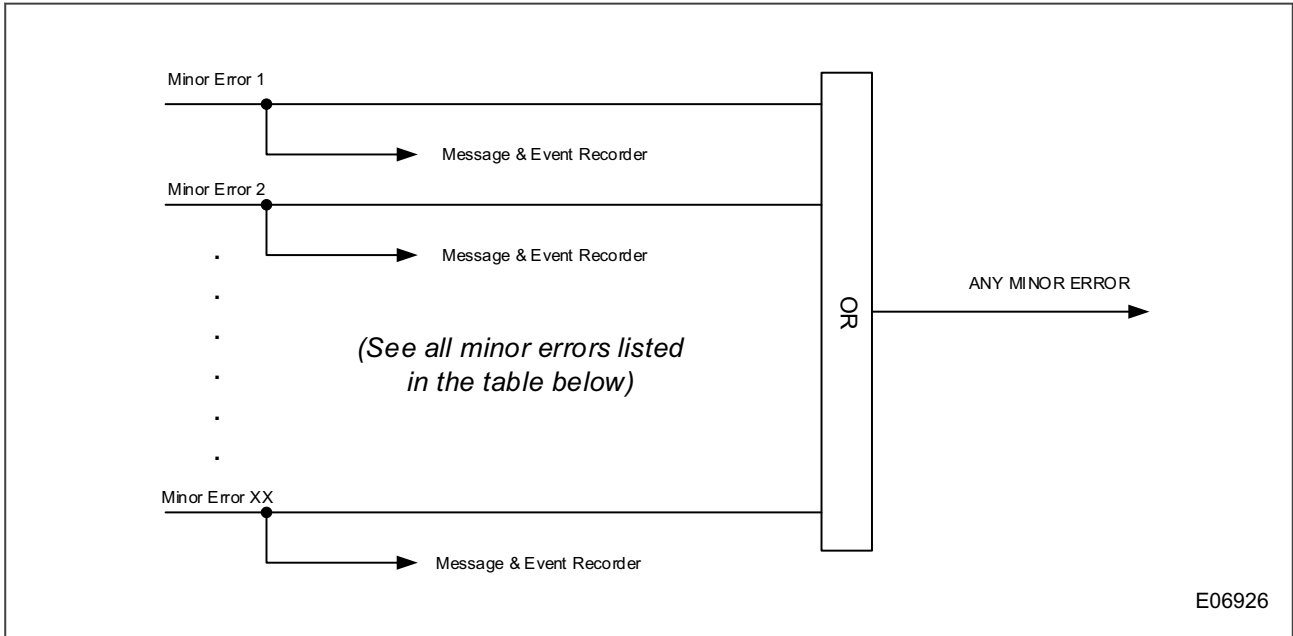 Minor Error 1
Message & Event Recorder
Minor Error 2
Message & Event Recorder
.
.
.
.
.
.
(See all minor errors listed
in the table below)
OR
ANY MINOR ERROR
Minor Error XX
Message & Event Recorder
E06926